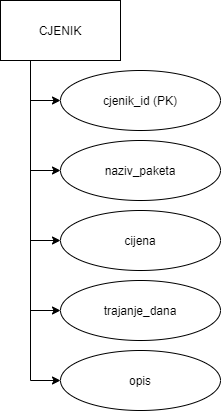 CJENIK
cjenik_id (PK)
naziv_paketa
cijena
trajanje_dana
opis